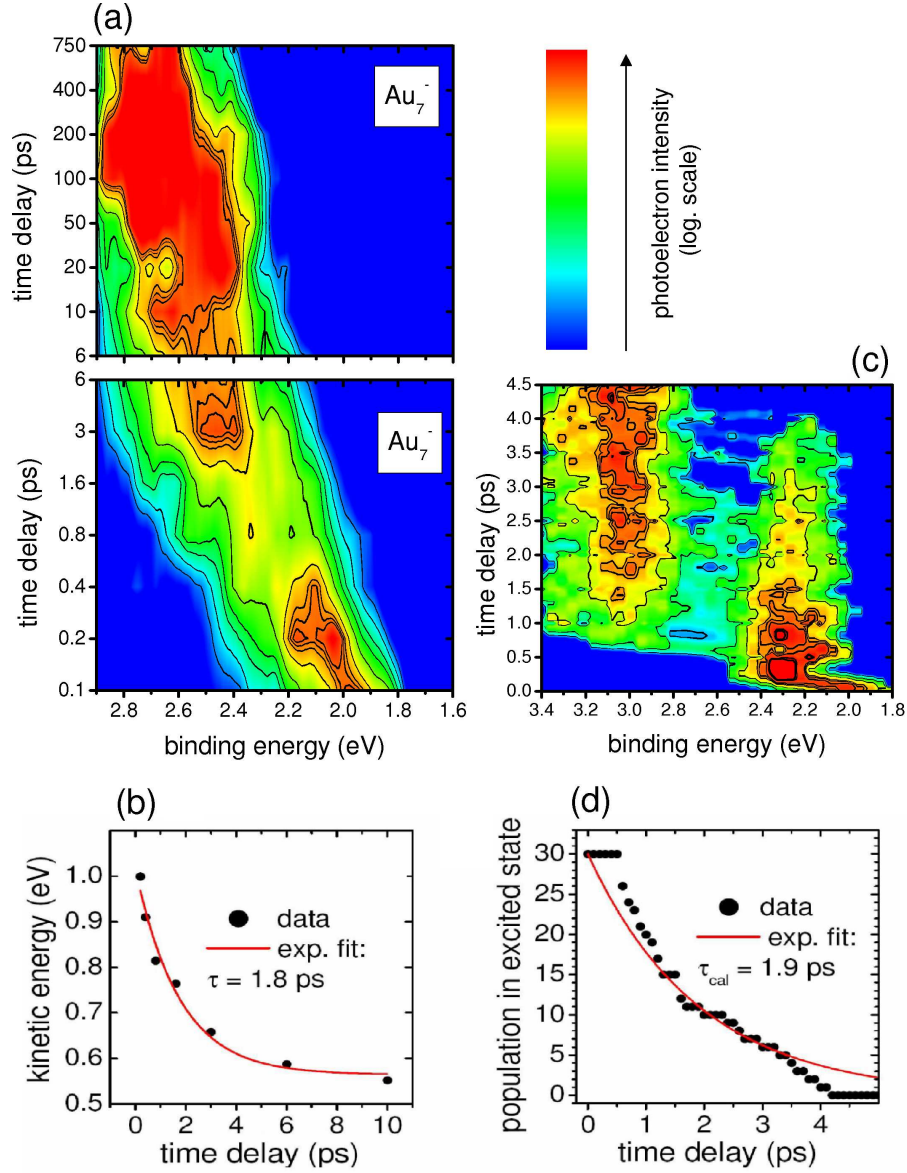 (a)
750
400
200
100
50
20
10
6
time delay (ps)
Au7-
photoelectron intensity
(log. scale)
6
3
1.6
0.8
0.4
0.2
0.1
time delay (ps)
Au7-
2.8 2.6 2.4 2.2 2.0 1.8 1.6
binding energy (eV)
(c)
4.5
4.0
3.5
3.0
2.5
2.0
1.5
1.0
0.5
0.0
time delay (ps)
3.4 3.0 2.6 2.2 2.0 1.8
binding energy (eV)
(b)
1.0
0.9
0.8
0.7
0.6
0.5
kinetic energy (eV)
data
exp. fit:
τ = 1.8 ps
0 2 4 6 8 10
time delay (ps)
(d)
30
25
20
15
10
5
0
population in excited state
data
exp. fit:
τcal = 1.9 ps
0 1 2 3 4
time delay (ps)